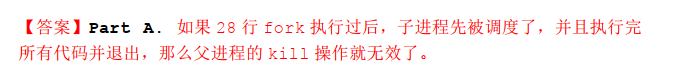 【答案】Part A. 如果 28 行 fork 执行过后，子进程先被调度了，并且执行完
所有代码并退出，那么父进程的 kill 操作就无效了。